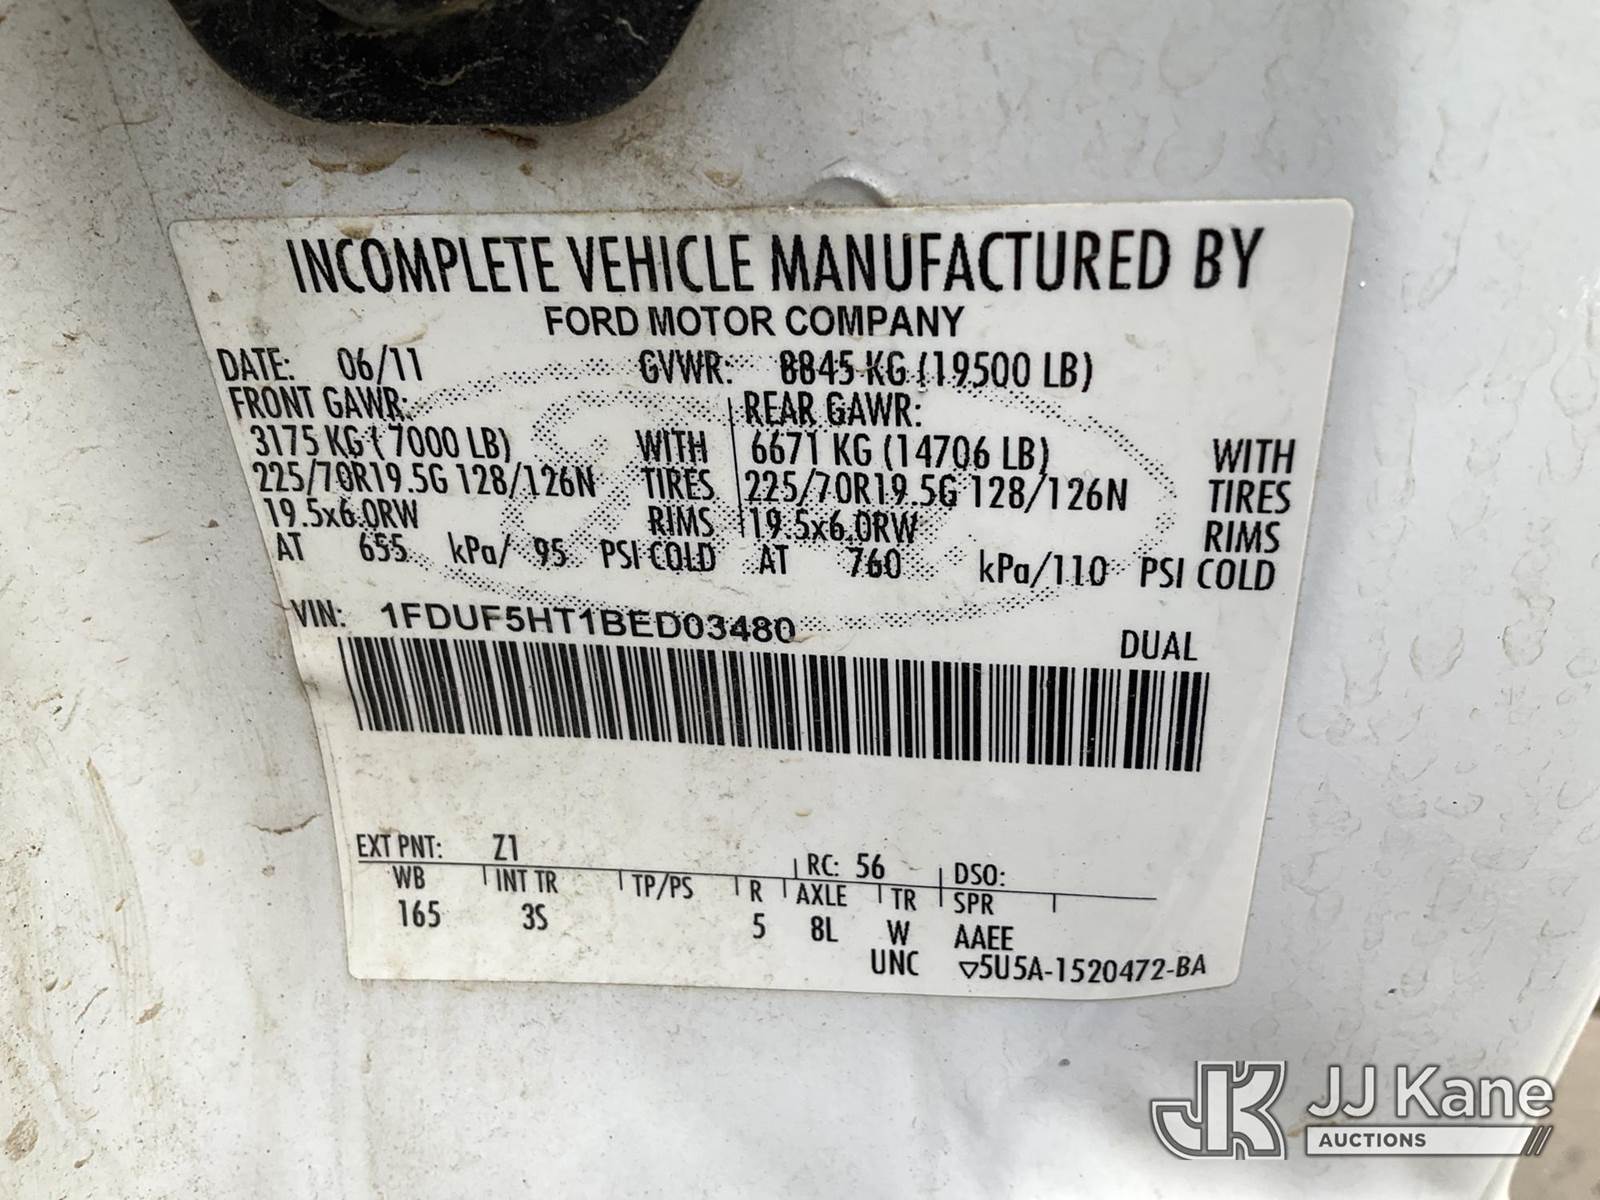 INCOMPLETE VEHICLE MANUFACTURED BY
FORD MOTOR COMPANY
DATE: 06/11 GVWR: 8845 KG (19500 LB)
FRONT GAWR: REAR GAWR:
3175 KG ( 7000 LB) WITH 6671 KG (14706 LB) WITH
225/70R19.5G 128/126N TIRES 225/70R19.5G 128/126N TIRES
19.5x6.0RW RIMS 19.5x6.0RW RIMS
AT 655 kPa/ 95 PSI COLD AT 760 kPa/110 PSI COLD
VIN: 1FDUF5HT1BED03480
DUAL
EXT PNT: Z1 RC: 56 DSO:
WB INT TR TP/PS R AXLE TR SPR
165 3S 5 8L W AAEE
UNC ▽5U5A-1520472-BA
JK JJ Kane
AUCTIONS